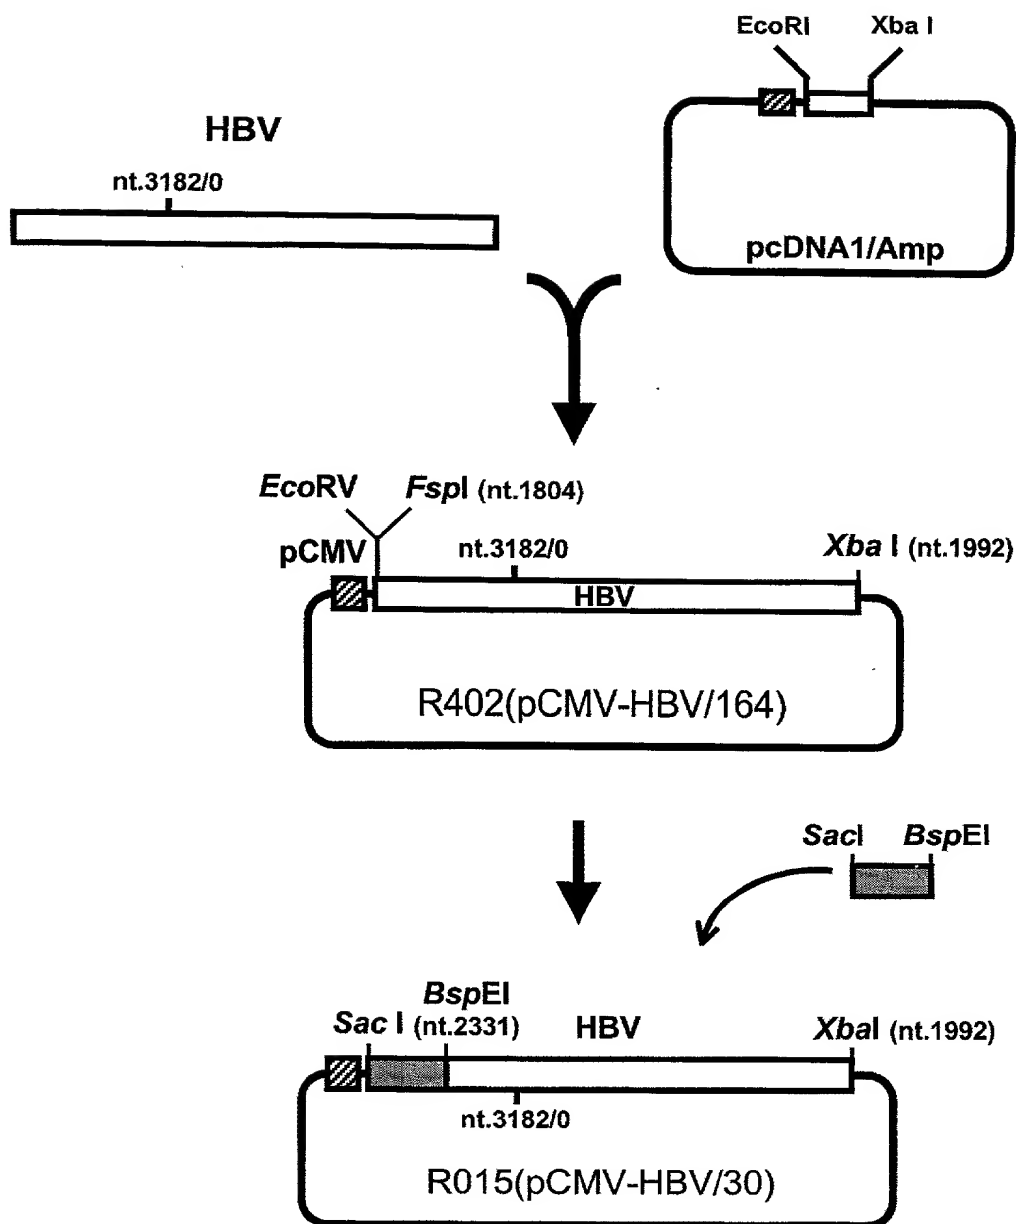 EcoRI Xba I
HBV
nt.3182/0
pcDNA1/Amp
EcoRV FspI (nt.1804)
pCMV nt.3182/0 Xba I (nt.1992)
HBV
R402(pCMV-HBV/164)
SacI BspEI
BspEI
Sac I (nt.2331) HBV XbaI (nt.1992)
nt.3182/0
R015(pCMV-HBV/30)